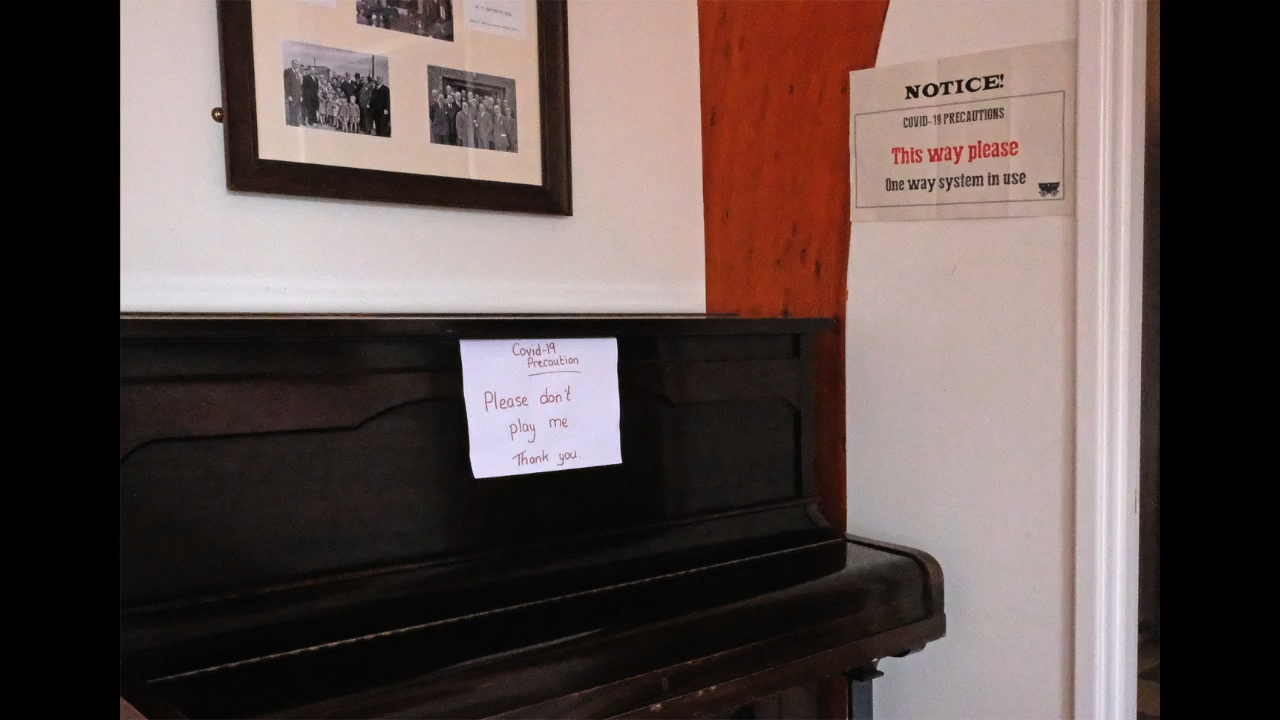 NOTICE!
COVID-19 PRECAUTIONS
This way please
One way system in use
Covid-19
Precaution
Please don't
play me
Thank you.